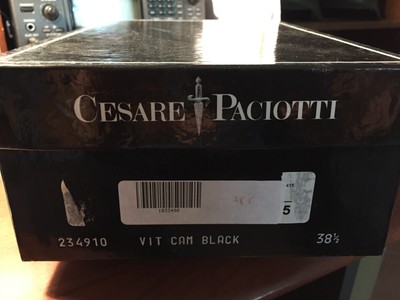 CESARE PACIOTTI
5
234910 VIT CAM BLACK 38½